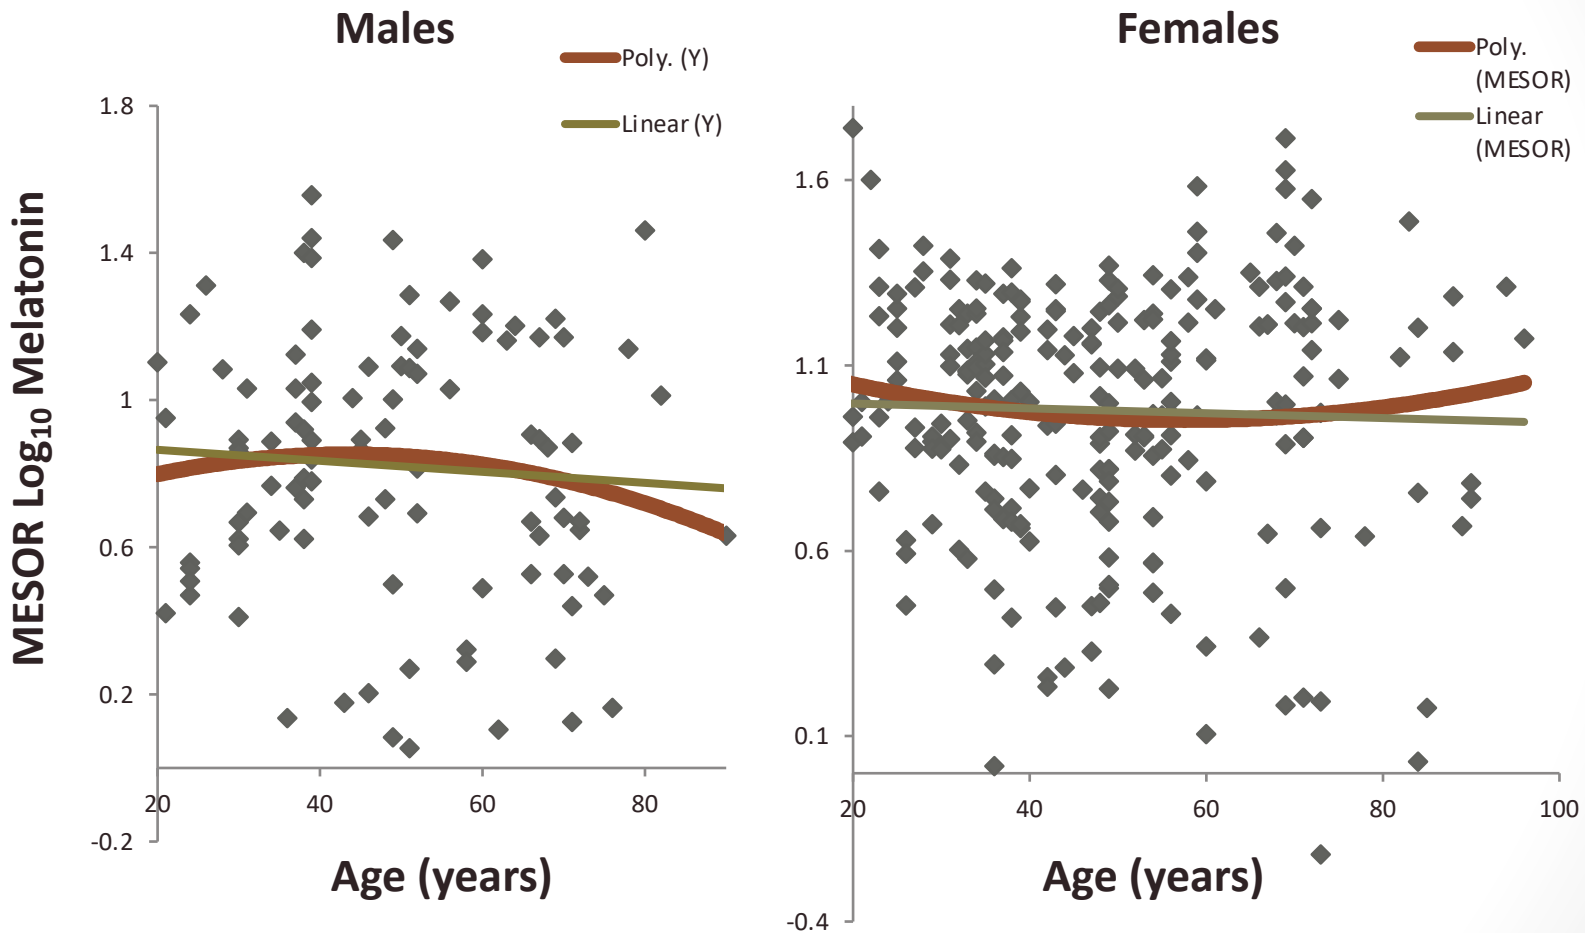 Males
Poly. (Y)
Linear (Y)
1.8
1.4
1
0.6
0.2
-0.2
20
40
60
80
MESOR Log10 Melatonin
Age (years)
Females
Poly.
(MESOR)
Linear
(MESOR)
1.6
1.1
0.6
0.1
-0.4
20
40
60
80
100
Age (years)